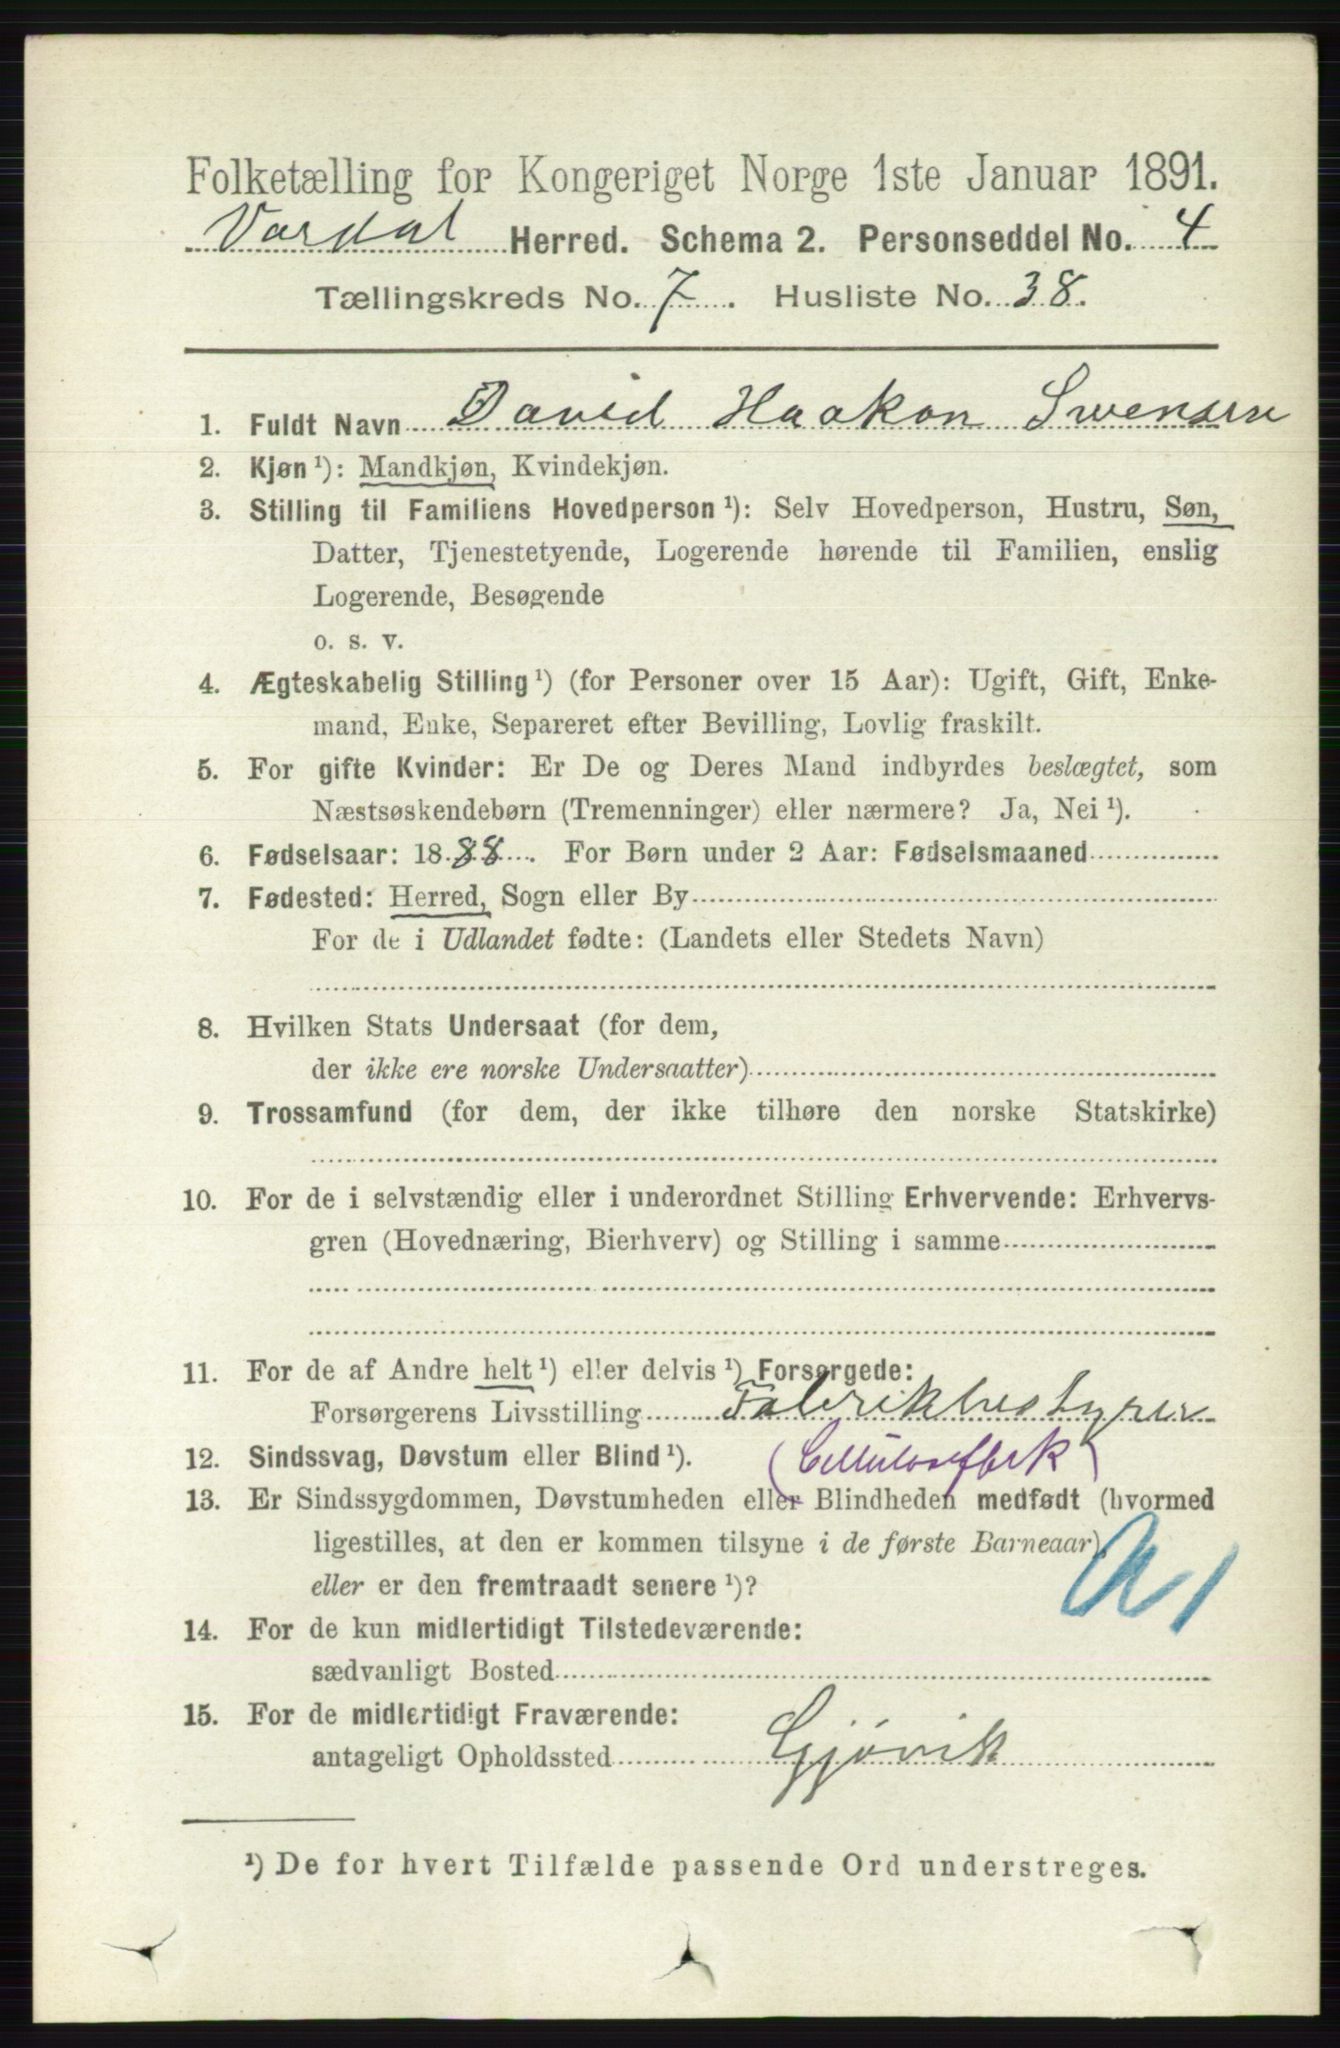 Folketælling for Kongeriget Norge 1ste Januar 1891.
Vardal Herred. Schema 2. Personseddel No. 4
Tællingskreds No. 7. Husliste No. 38.
1. Fuldt Navn David Haakon Swensen
2. Kjøn ¹): Mandkjøn, Kvindekjøn.
3. Stilling til Familiens Hovedperson ¹): Selv Hovedperson, Hustru, Søn,
Datter, Tjenestetyende, Logerende hørende til Familien, enslig
Logerende, Besøgende
o. s. v.
4. Ægteskabelig Stilling ¹) (for Personer over 15 Aar): Ugift, Gift, Enke-
mand, Enke, Separeret efter Bevilling, Lovlig fraskilt.
5. For gifte Kvinder: Er De og Deres Mand indbyrdes beslægtet, som
Næstsøskendebørn (Tremenninger) eller nærmere? Ja, Nei ¹).
6. Fødselsaar: 1888. For Børn under 2 Aar: Fødselsmaaned
7. Fødested: Herred, Sogn eller By
For de i Udlandet fødte: (Landets eller Stedets Navn)
8. Hvilken Stats Undersaat (for dem,
der ikke ere norske Undersaatter)
9. Trossamfund (for dem, der ikke tilhøre den norske Statskirke)
10. For de i selvstændig eller i underordnet Stilling Erhvervende: Erhvervs-
gren (Hovednæring, Bierhverv) og Stilling i samme
11. For de af Andre helt ¹) eller delvis ¹) Forsørgede:
Forsørgerens Livsstilling Fabrikbestyrer
12. Sindssvag, Døvstum eller Blind ¹). (Cellulosefbrk)
13. Er Sindssygdommen, Døvstumheden eller Blindheden medfødt (hvormed
ligestilles, at den er kommen tilsyne i de første Barneaar)
eller er den fremtraadt senere ¹)?
14. For de kun midlertidigt Tilstedeværende:
sædvanligt Bosted
15. For de midlertidigt Fraværende:
antageligt Opholdssted Gjøvik
¹) De for hvert Tilfælde passende Ord understreges.